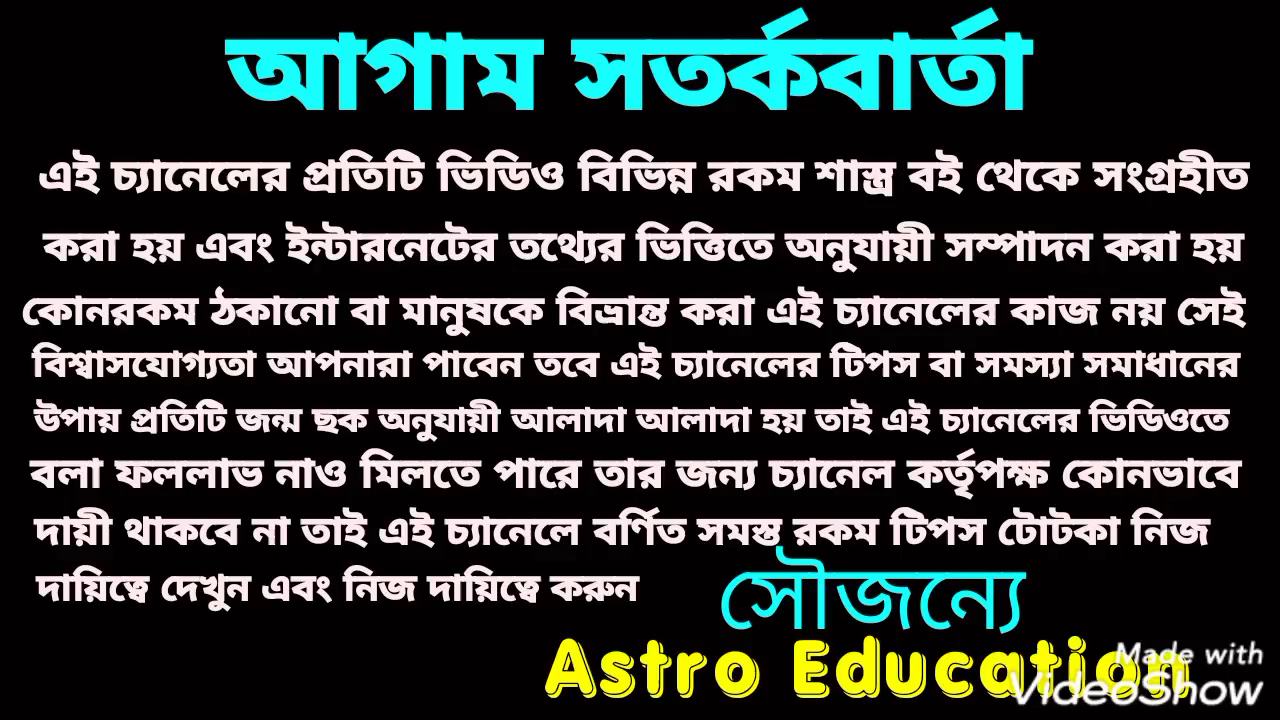 আগাম সতর্কবার্তা
এই চ্যানেলের প্রতিটি ভিডিও বিভিন্ন রকম শাস্ত্র বই থেকে সংগ্রহীত
করা হয় এবং ইন্টারনেটের তথ্যের ভিত্তিতে অনুযায়ী সম্পাদন করা হয়
কোনরকম ঠকানো বা মানুষকে বিভ্রান্ত করা এই চ্যানেলের কাজ নয় সেই
বিশ্বাসযোগ্যতা আপনারা পাবেন তবে এই চ্যানেলের টিপস বা সমস্যা সমাধানের
উপায় প্রতিটি জন্ম ছক অনুযায়ী আলাদা আলাদা হয় তাই এই চ্যানেলের ভিডিওতে
বলা ফললাভ নাও মিলতে পারে তার জন্য চ্যানেল কর্তৃপক্ষ কোনভাবে
দায়ী থাকবে না তাই এই চ্যানেলে বর্ণিত সমস্ত রকম টিপস টোটকা নিজ
দায়িত্বে দেখুন এবং নিজ দায়িত্বে করুন
সৌজন্যে
Astro Education
Made with
VideoShow